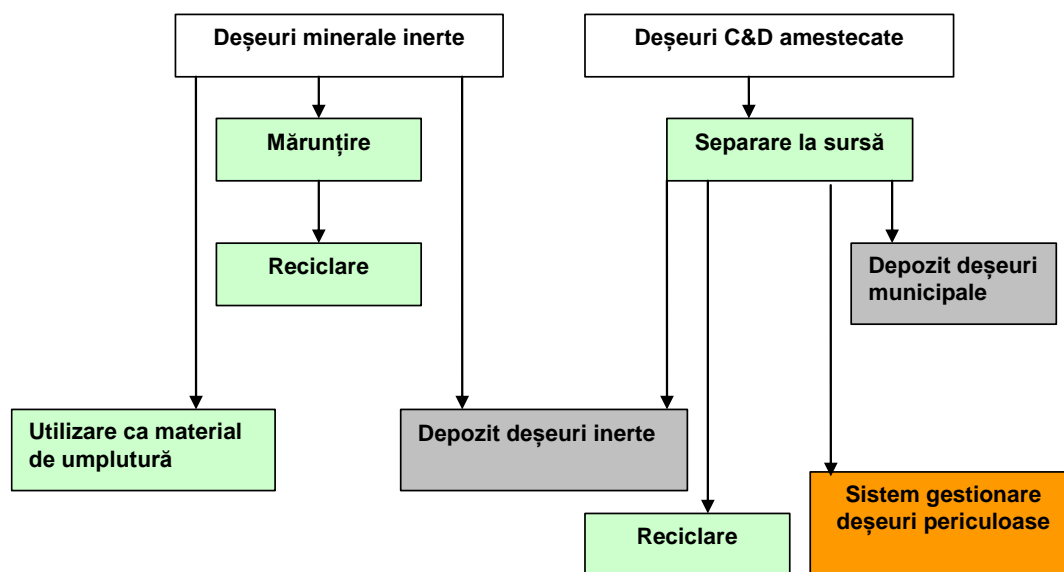 Deșeuri minerale inerte
Deșeuri C&D amestecate
Mărunțire
Separare la sursă
Reciclare
Depozit deșeuri
municipale
Utilizare ca material
de umplutură
Depozit deșeuri inerte
Sistem gestionare
deșeuri periculoase
Reciclare